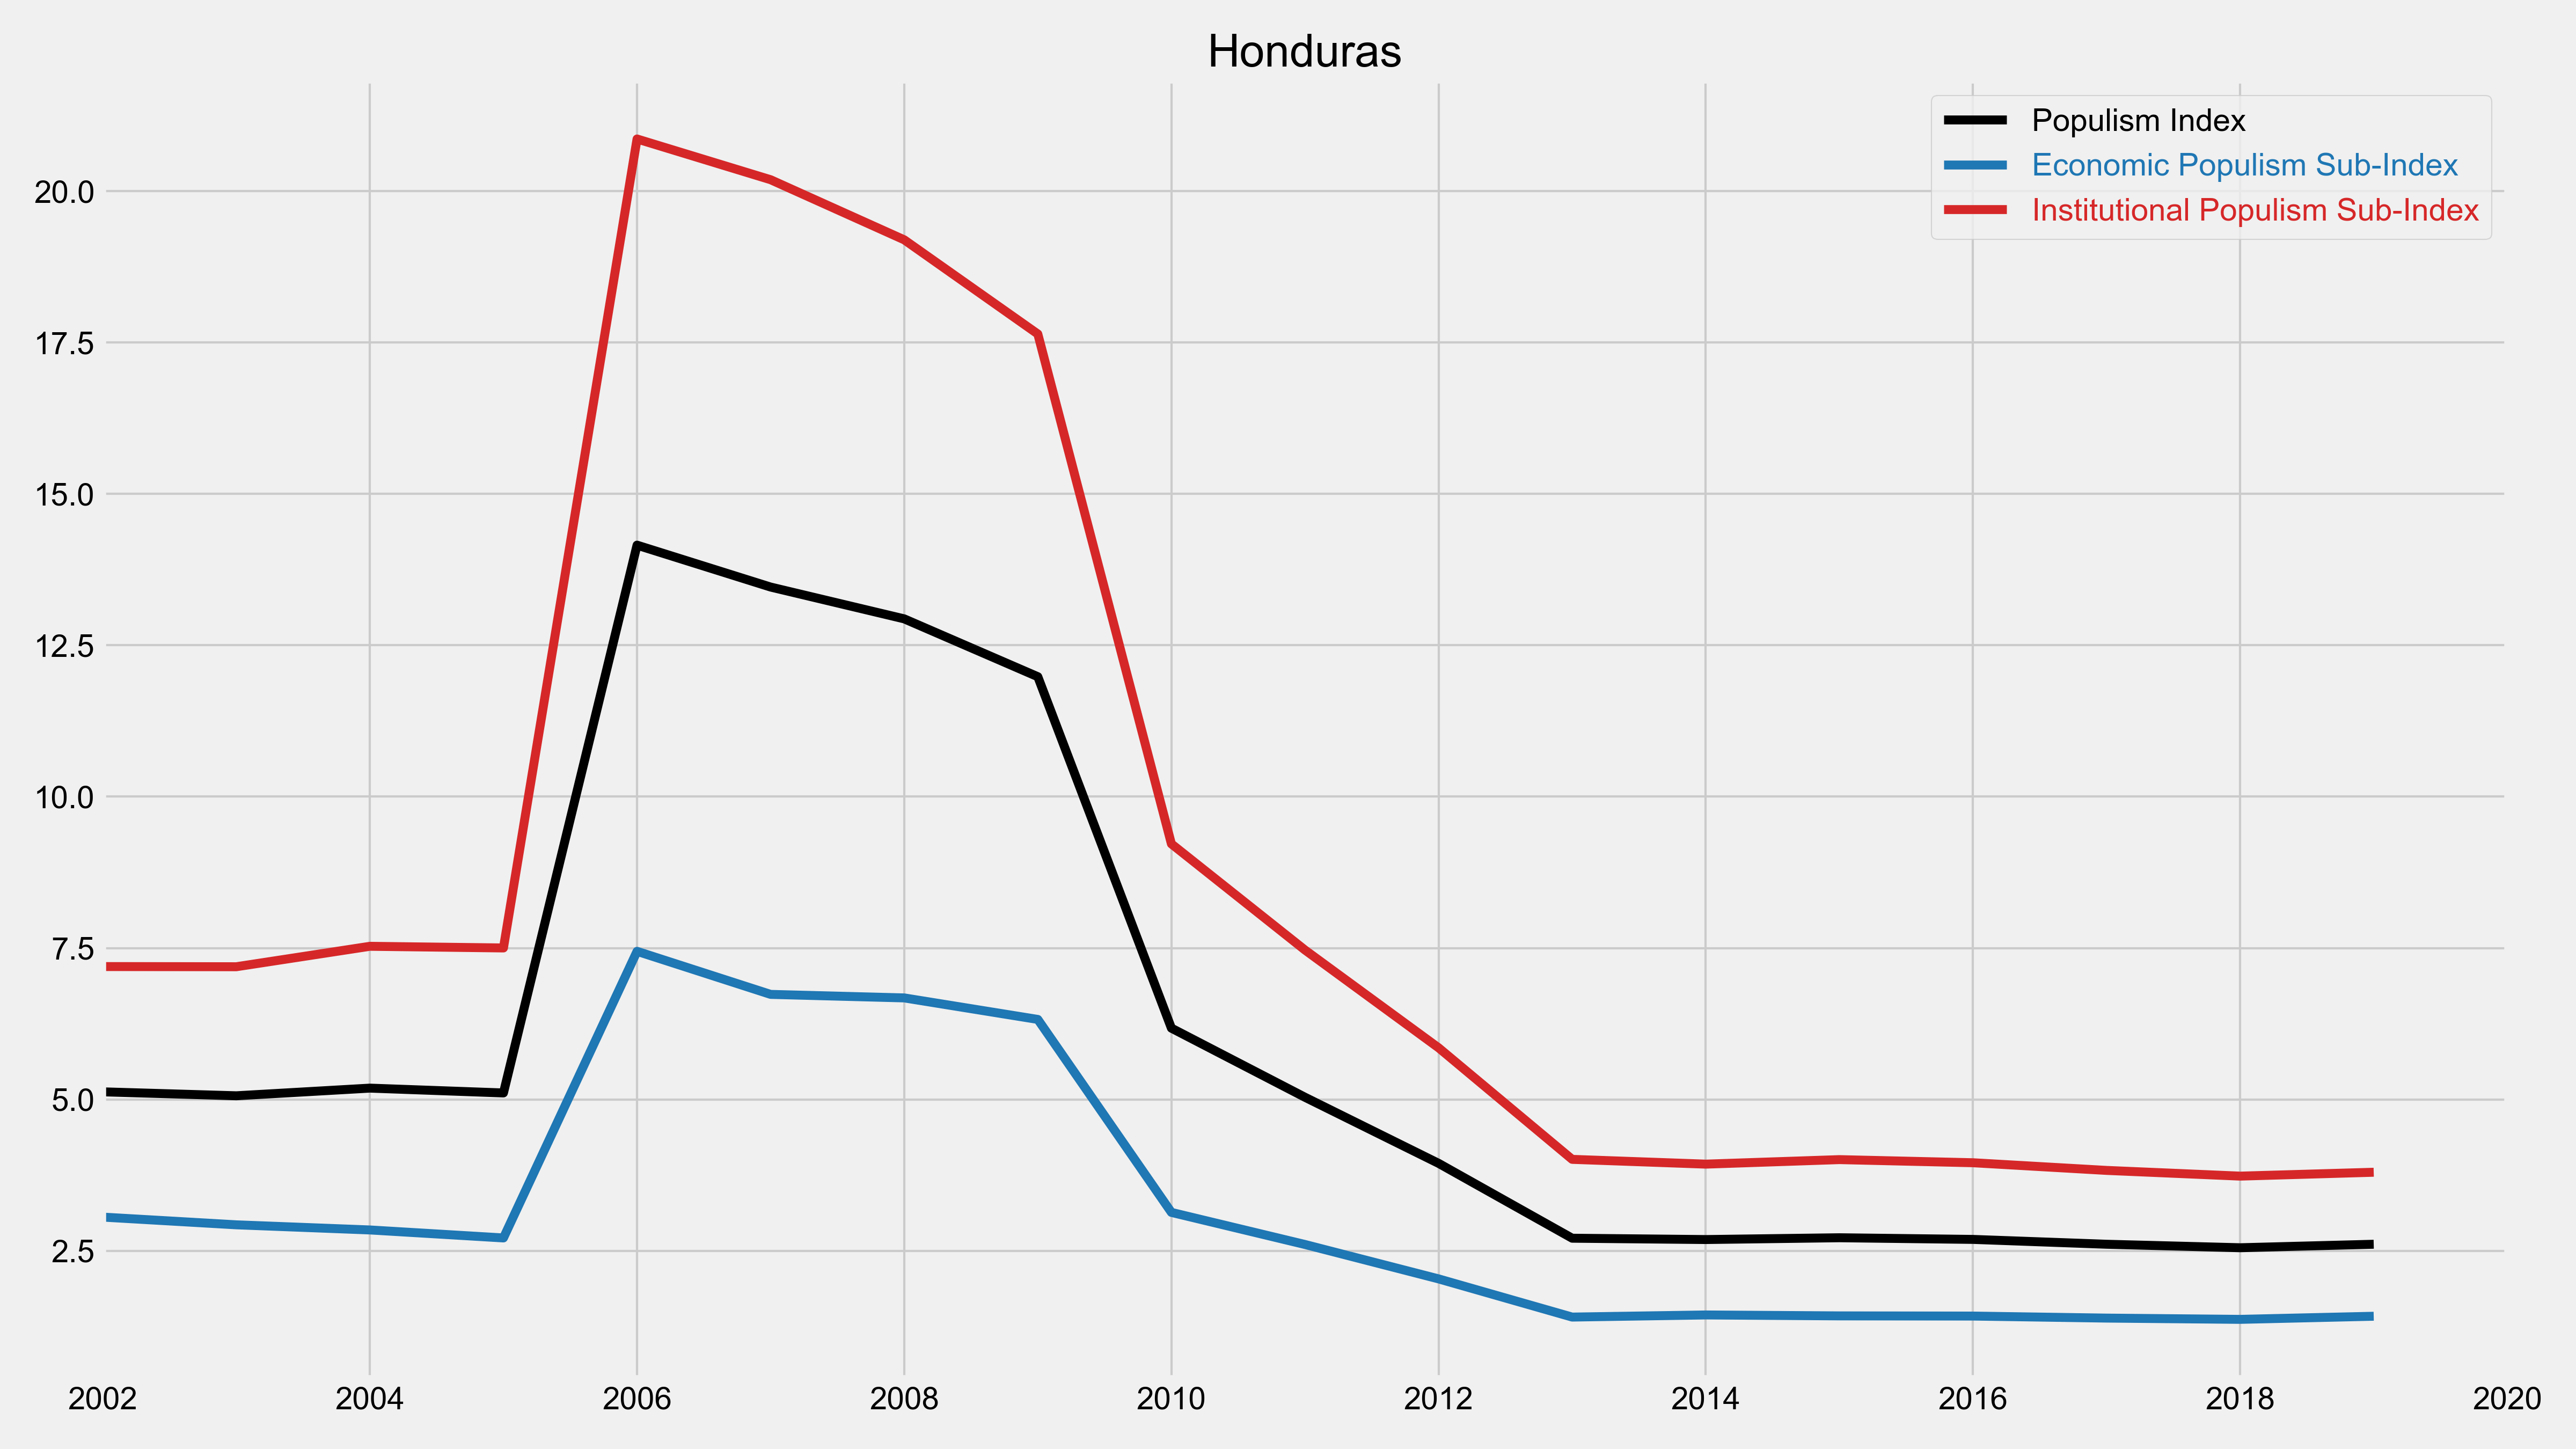 Honduras
Populism Index
Economic Populism Sub-Index
Institutional Populism Sub-Index
20.0
17.5
15.0
12.5
10.0
7.5
5.0
2.5
2002 2004 2006 2008 2010 2012 2014 2016 2018 2020